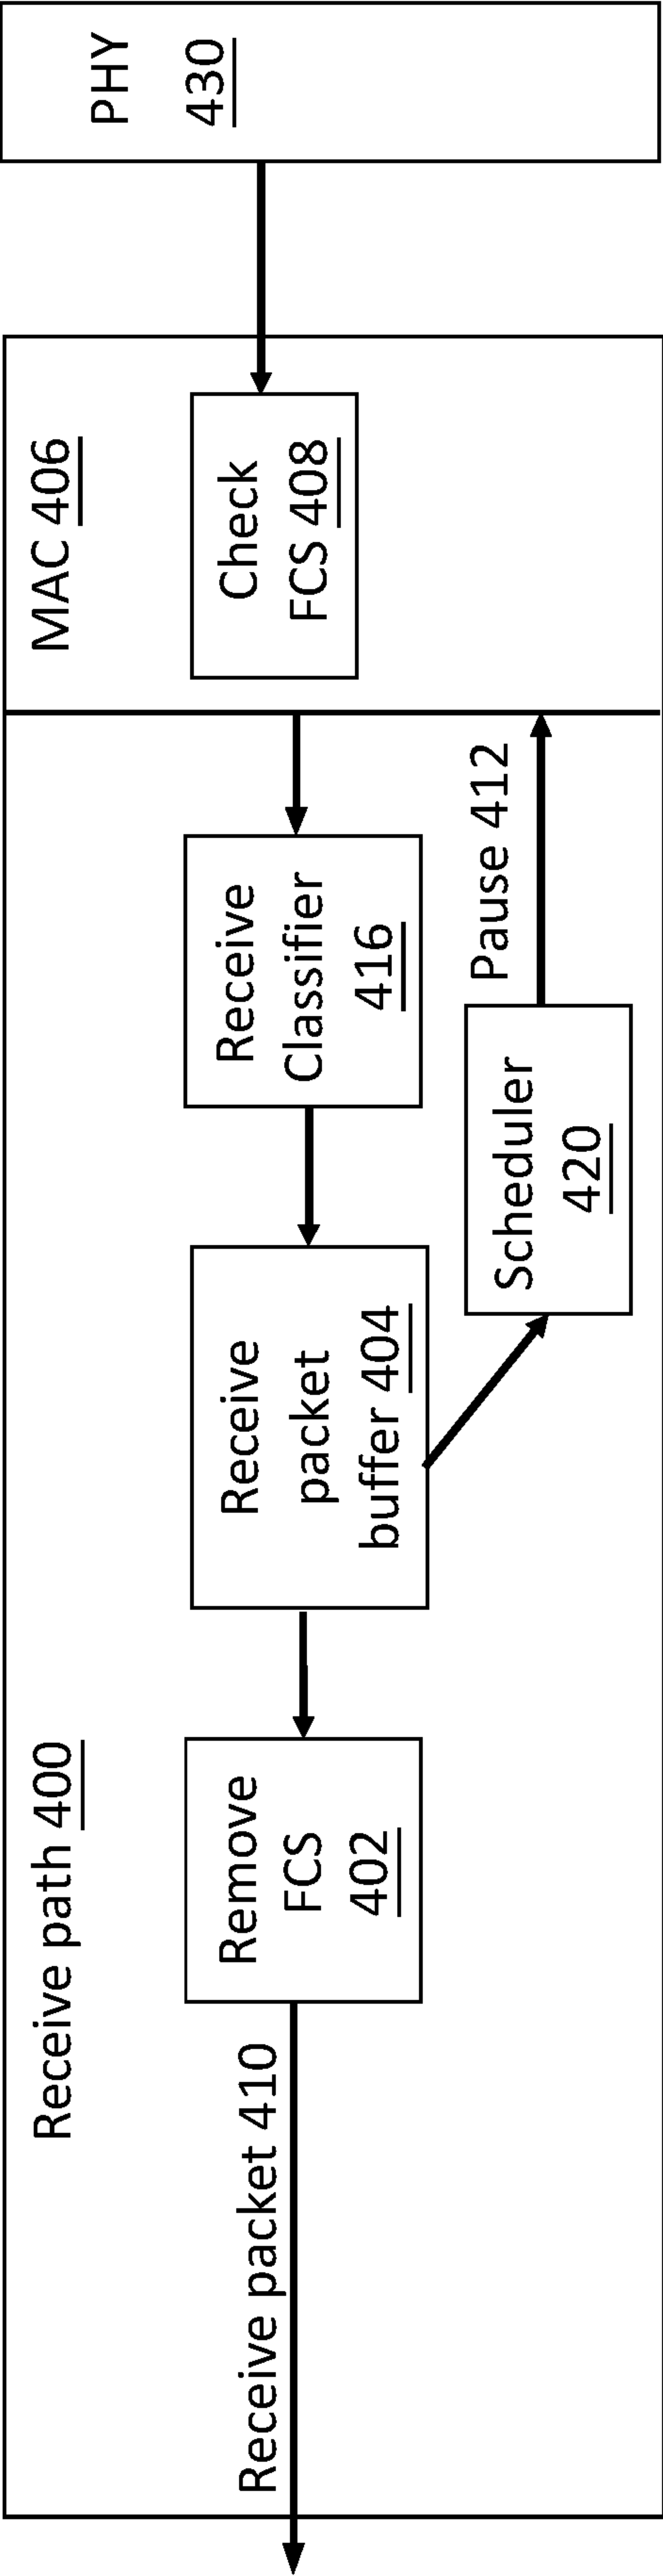 Receive path 400
MAC 406
PHY
430
Receive packet 410
Remove
FCS
402
Receive
packet
buffer 404
Receive
Classifier
416
Check
FCS 408
Scheduler
420
Pause 412